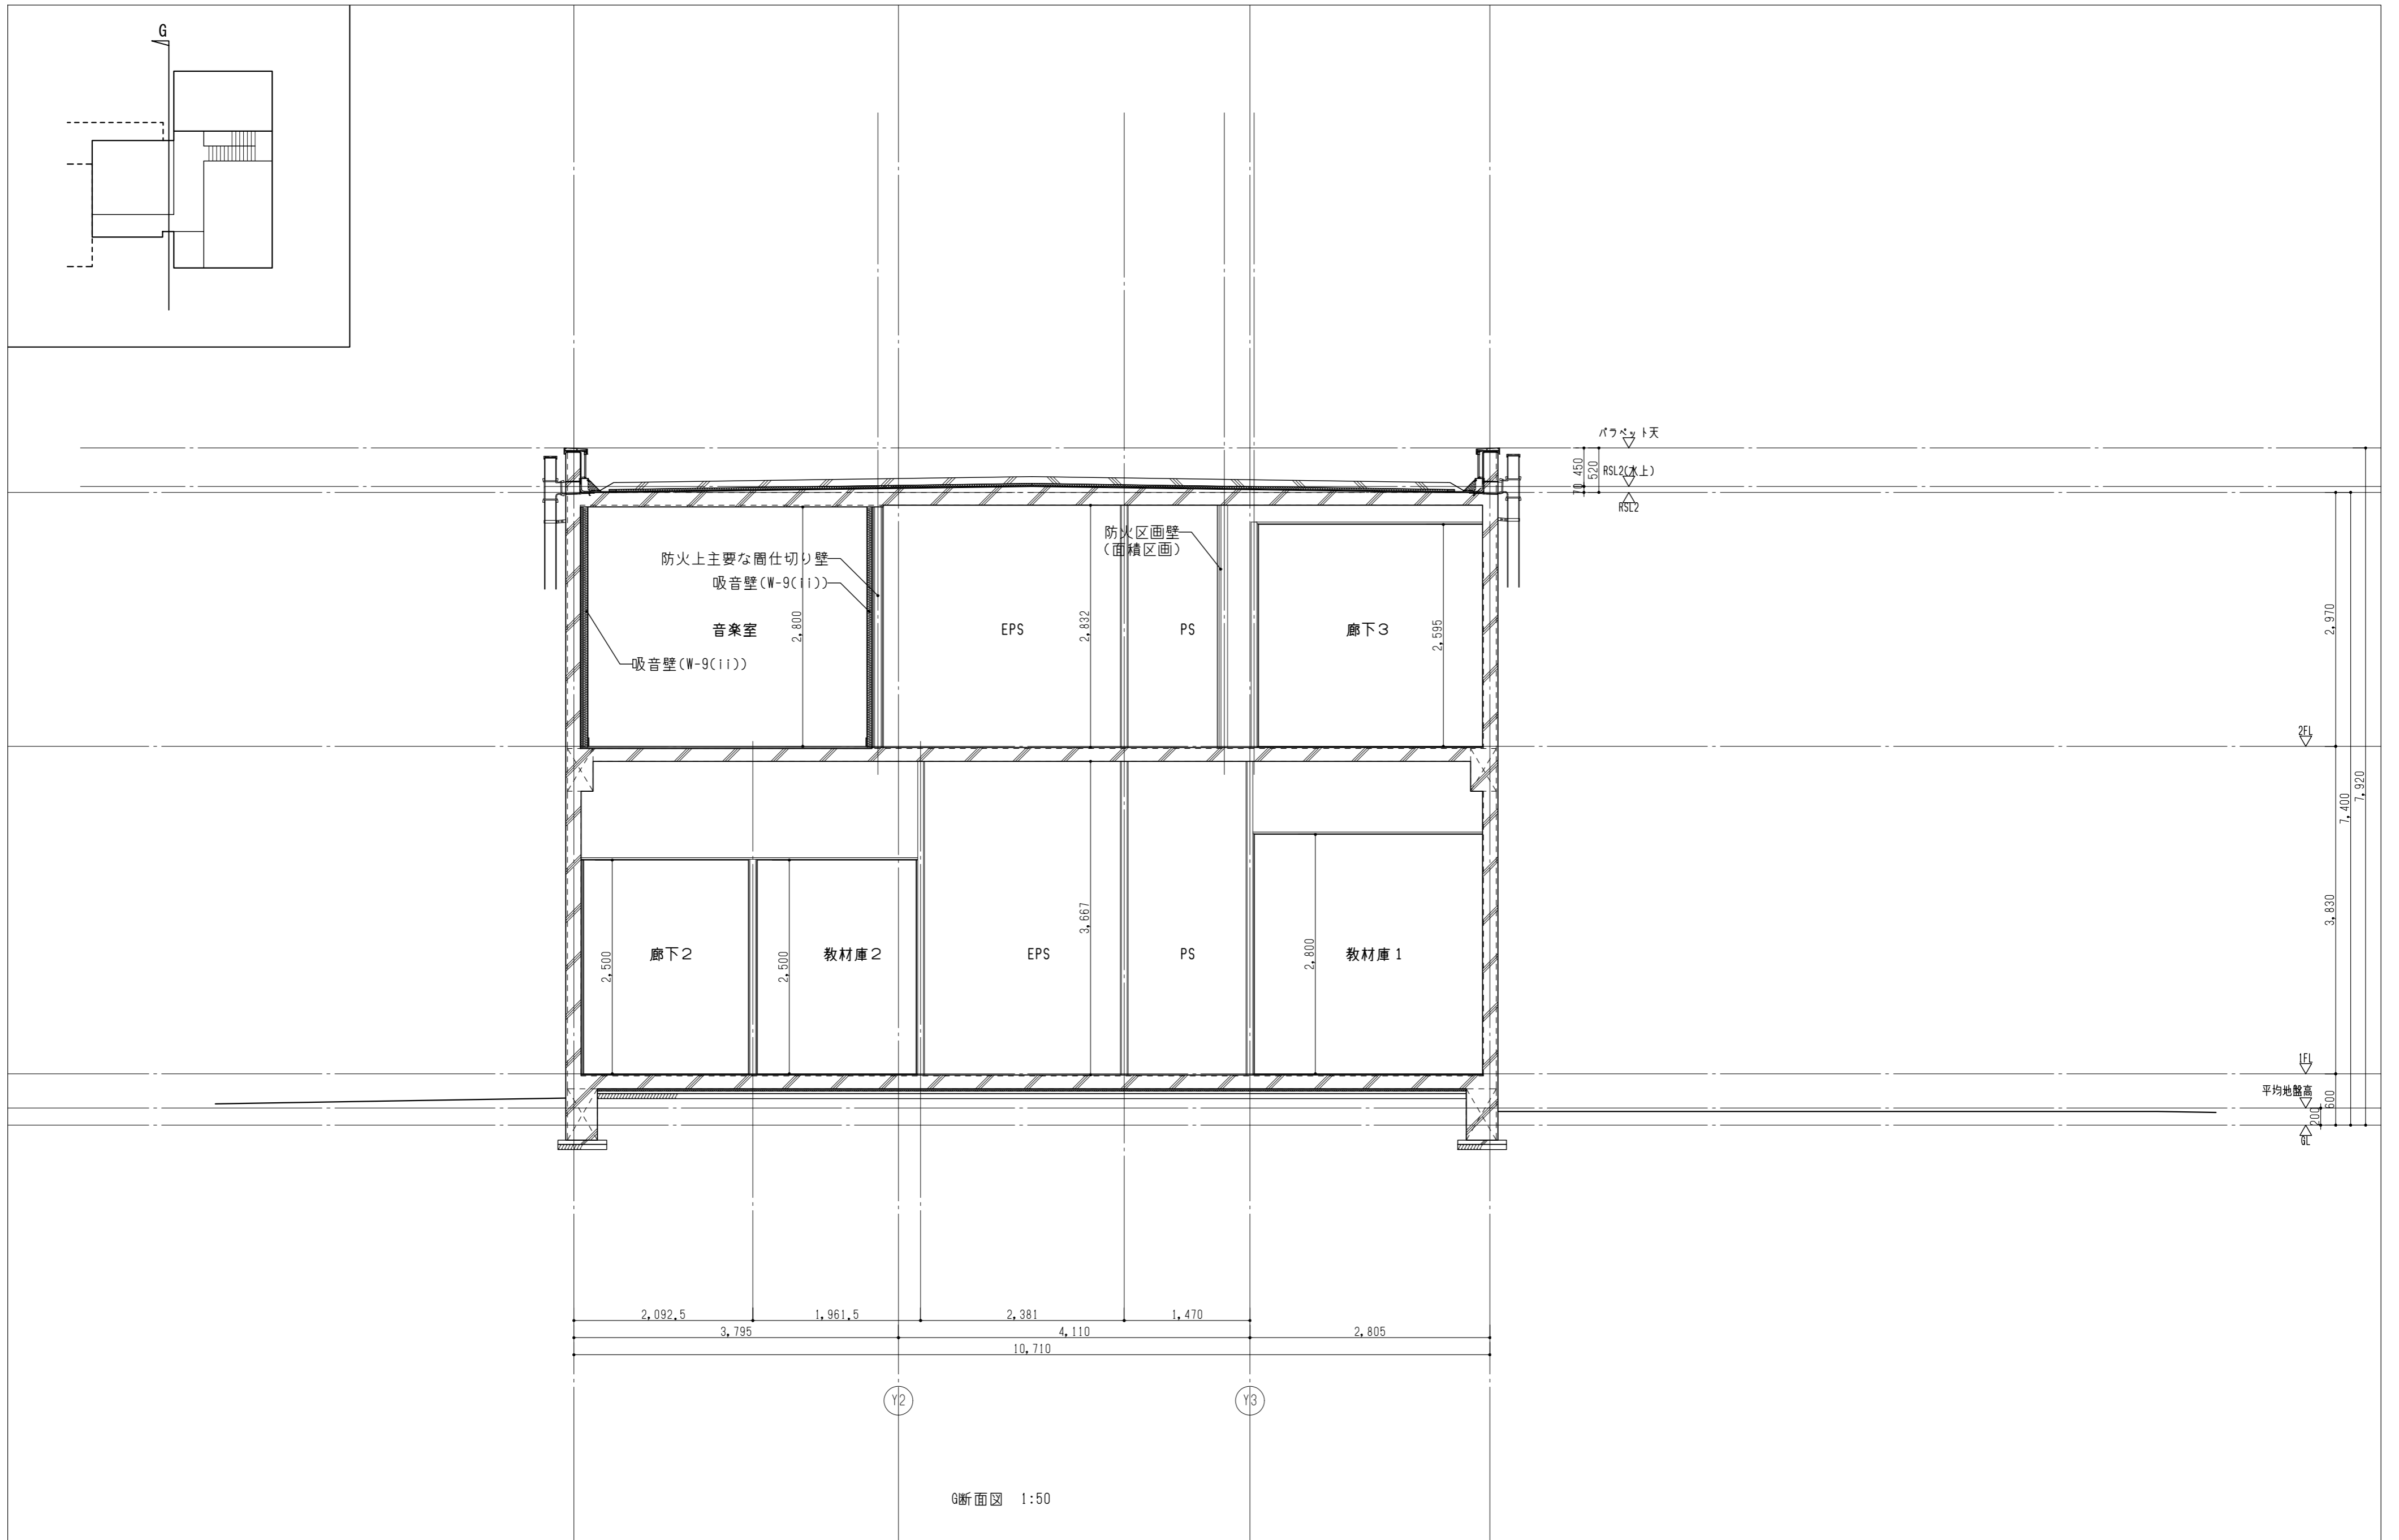 G
パラペット天
450
520
RSL2(水上)
70
RSL2
防火区画壁
(面積区画)
防火上主要な間仕切り壁
吸音壁(W-9(ii))
音楽室
2,800
EPS
2,832
PS
廊下3
2,595
吸音壁(W-9(ii))
2,970
2FL
7,920
7,400
3,830
廊下2
2,500
教材庫2
2,500
EPS
3,667
PS
教材庫1
2,800
1FL
平均地盤高
600
200
GL
2,092.5
1,961.5
2,381
1,470
3,795
4,110
2,805
10,710
Y2
Y3
G断面図 1:50